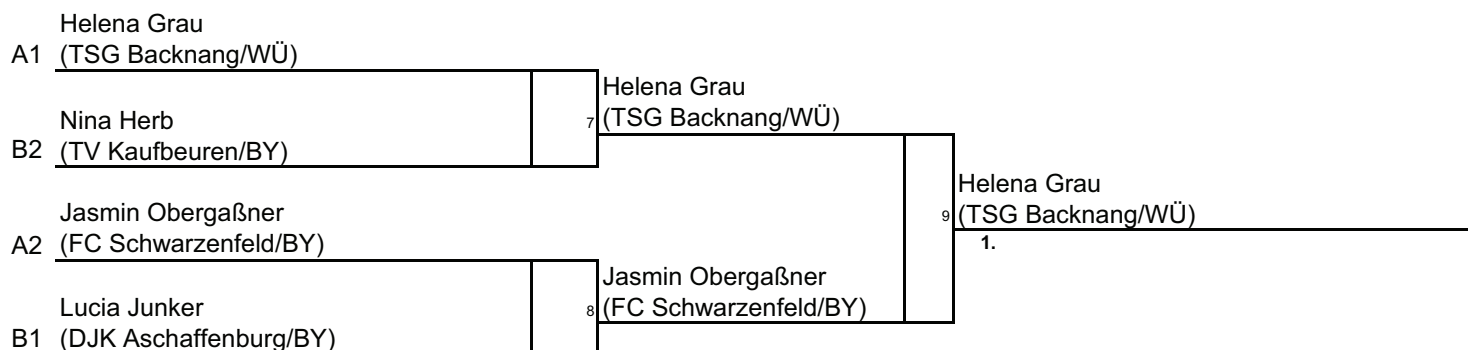 Helena Grau
A1 (TSG Backnang/WÜ)
Helena Grau
7 (TSG Backnang/WÜ)
Nina Herb
B2 (TV Kaufbeuren/BY)
Helena Grau
9 (TSG Backnang/WÜ)
1.
Jasmin Obergaßner
A2 (FC Schwarzenfeld/BY)
Jasmin Obergaßner
8 (FC Schwarzenfeld/BY)
Lucia Junker
B1 (DJK Aschaffenburg/BY)